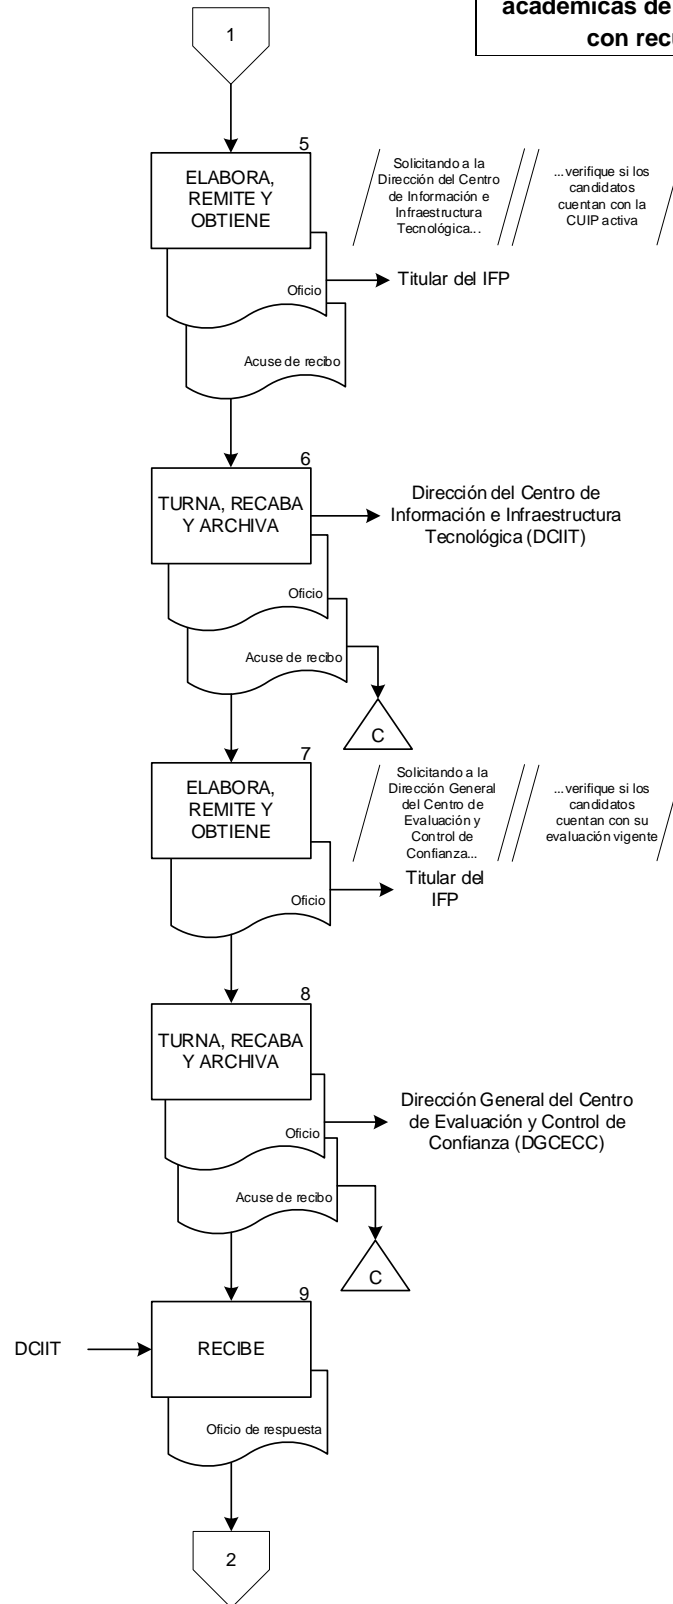 académicas de
con recu
1
5
ELABORA,
REMITE Y
OBTIENE
Solicitando a la
Dirección del Centro
de Información e
Infraestructura
Tecnológica...
...verifique si los
candidatos
cuentan con la
CUIP activa
Oficio
Titular del IFP
Acuse de recibo
6
TURNA, RECABA
Y ARCHIVA
Dirección del Centro de
Información e Infraestructura
Tecnológica (DCIIT)
Oficio
Acuse de recibo
C
7
ELABORA,
REMITE Y
OBTIENE
Solicitando a la
Dirección General
del Centro de
Evaluación y
Control de
Confianza...
...verifique si los
candidatos
cuentan con su
evaluación vigente
Oficio
Titular del
IFP
8
TURNA, RECABA
Y ARCHIVA
Oficio
Dirección General del Centro
de Evaluación y Control de
Confianza (DGCECC)
Acuse de recibo
C
9
DCIIT
RECIBE
Oficio de respuesta
2